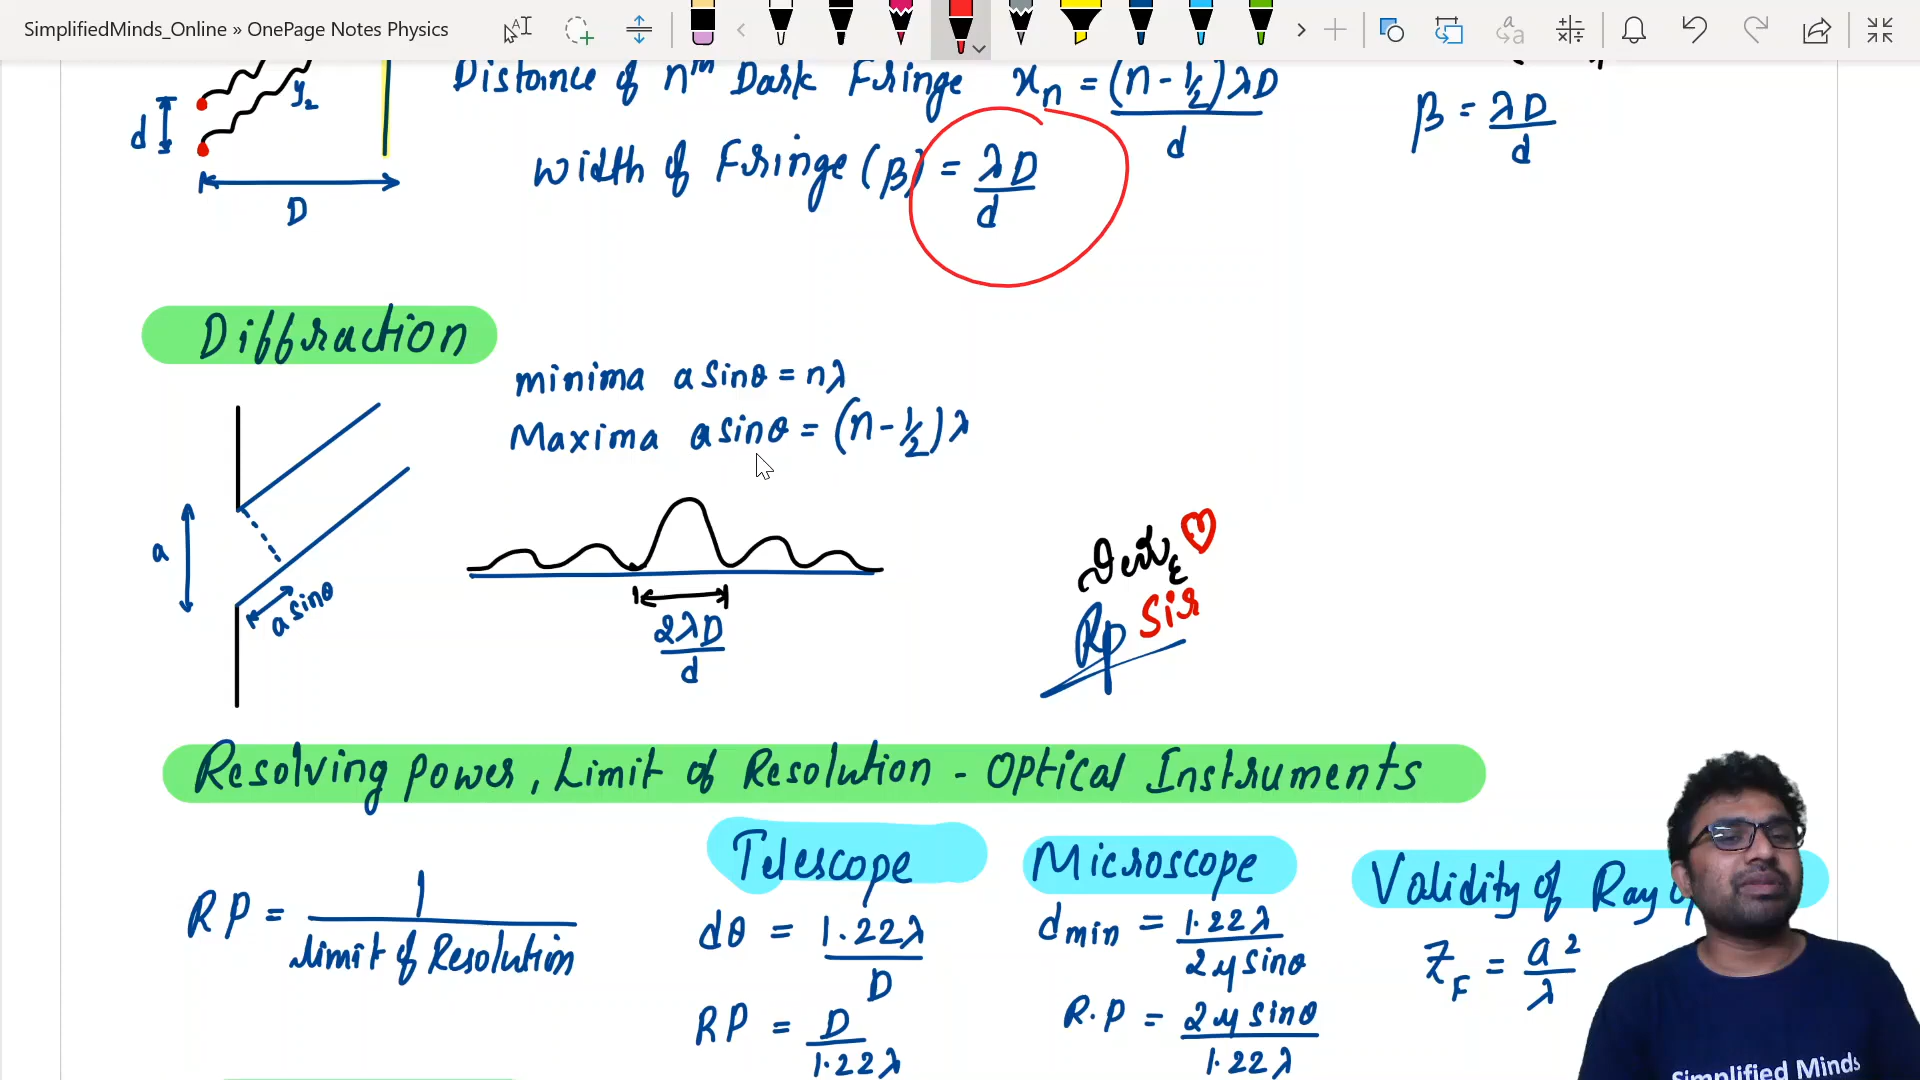 SimplifiedMinds_Online » OnePage Notes Physics
d
y₂
D
Distance of nᵗʰ Dark Fringe xn = (n - 1/2)λD / d
β = λD / d
width of Fringe (β) = λD / d
Diffraction
minima a sinθ = nλ
Maxima a sinθ = (n - 1/2)λ
a
a sinθ
2λD / d
Rp Sir
Resolving Power, Limit of Resolution - Optical Instruments
Telescope
Microscope
Validity of Ray
RP = 1 / Limit of Resolution
dθ = 1.22λ / D
dmin = 1.22λ / 2μ sinθ
ZF = a² / λ
RP = D / 1.22λ
R.P = 2μ sinθ / 1.22λ
Simplified Minds